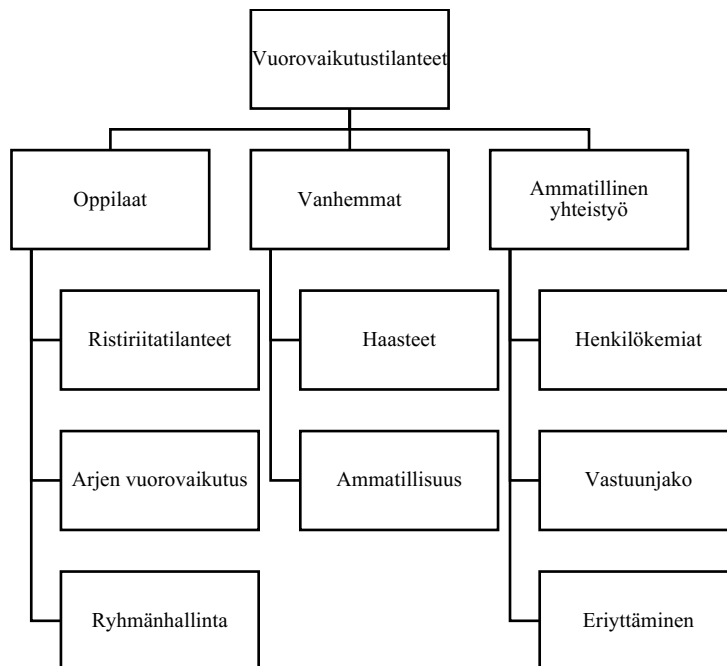 Vuorovaikutustilanteet
Oppilaat
Vanhemmat
Ammatillinen
yhteistyö
Ristiriitatilanteet
Haasteet
Henkilökemiat
Arjen vuorovaikutus
Ammatillisuus
Vastuunjako
Ryhmänhallinta
Eriyttäminen